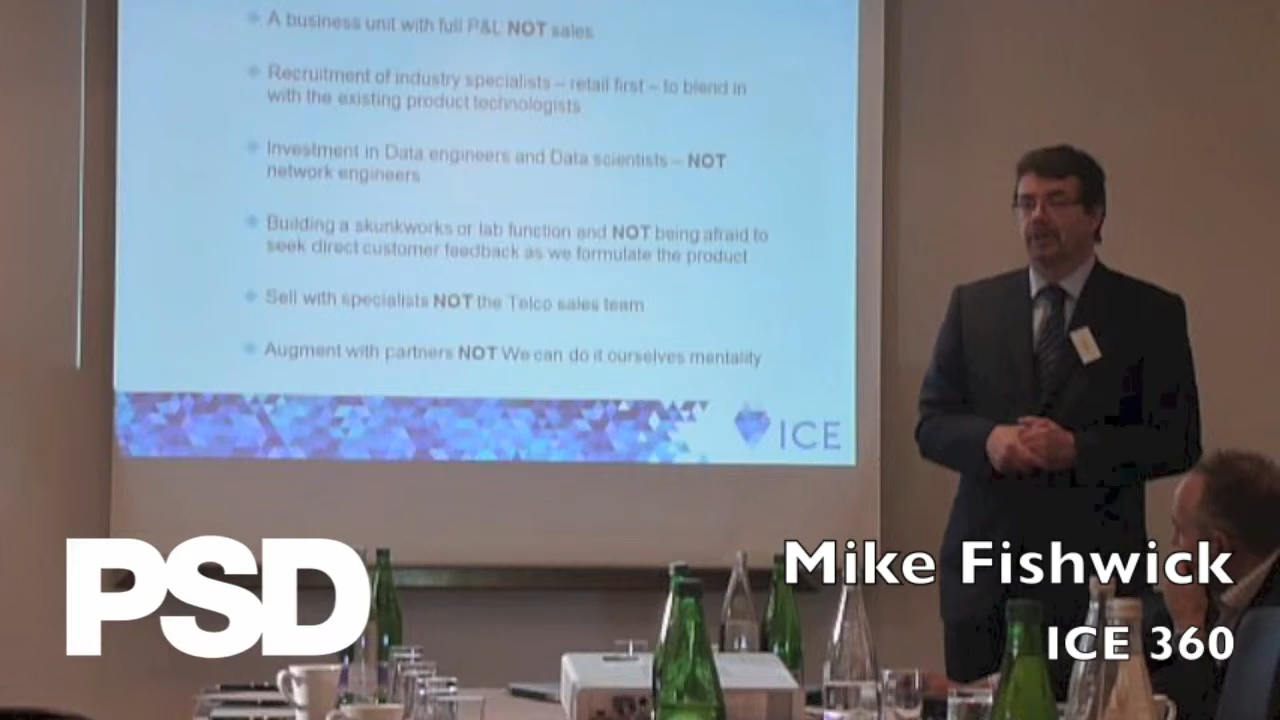 A business unit with full P&L NOT sales
Recruitment of industry specialists – retail first – to blend in
with the existing product technologists
Investment in Data engineers and Data scientists – NOT
network engineers
Building a skunkworks or lab function and NOT being afraid to
seek direct customer feedback as we formulate the product
Sell with specialists NOT the Telco sales team
Augment with partners NOT We can do it ourselves mentality
ICE
PSD
Mike Fishwick
ICE 360